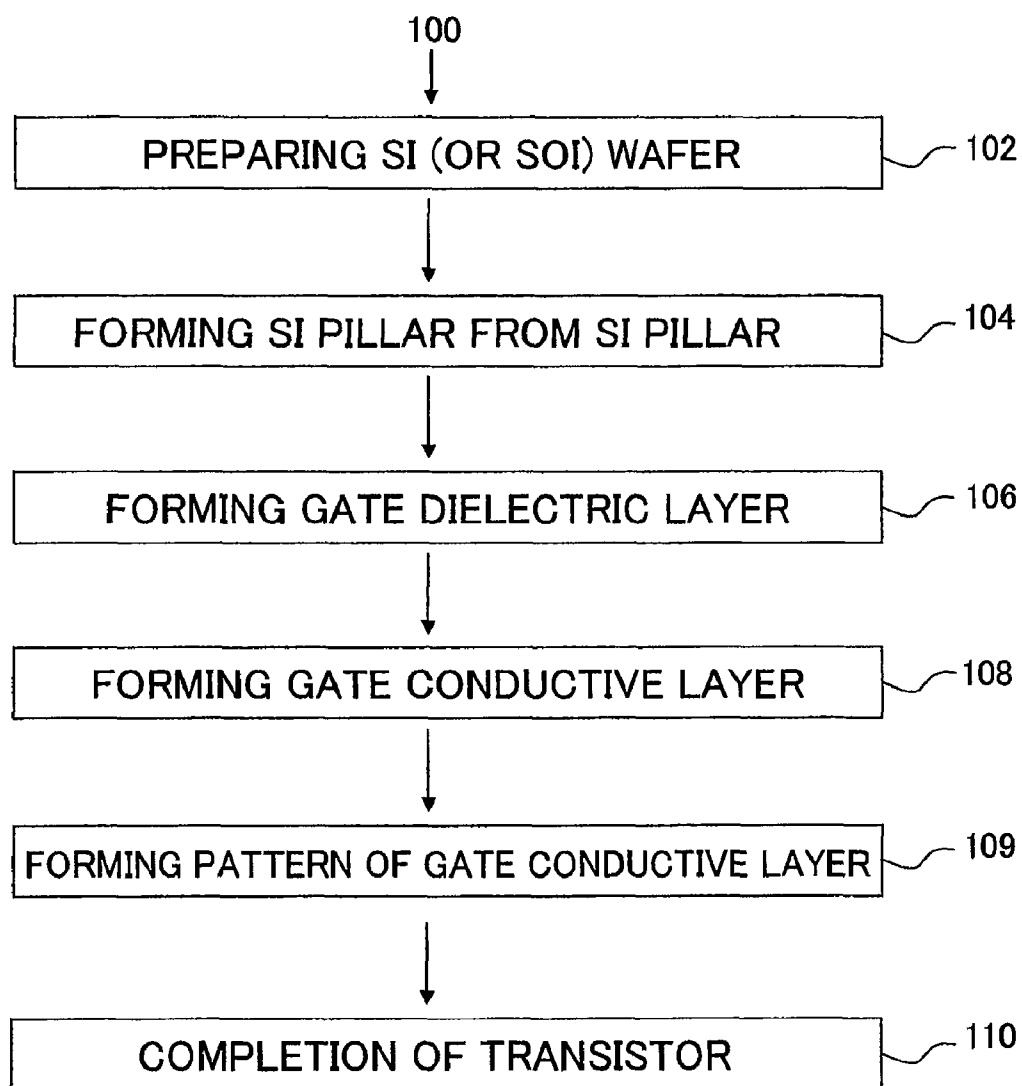 100
PREPARING SI (OR SOI) WAFER
102
FORMING SI PILLAR FROM SI PILLAR
104
FORMING GATE DIELECTRIC LAYER
106
FORMING GATE CONDUCTIVE LAYER
108
FORMING PATTERN OF GATE CONDUCTIVE LAYER
109
COMPLETION OF TRANSISTOR
110